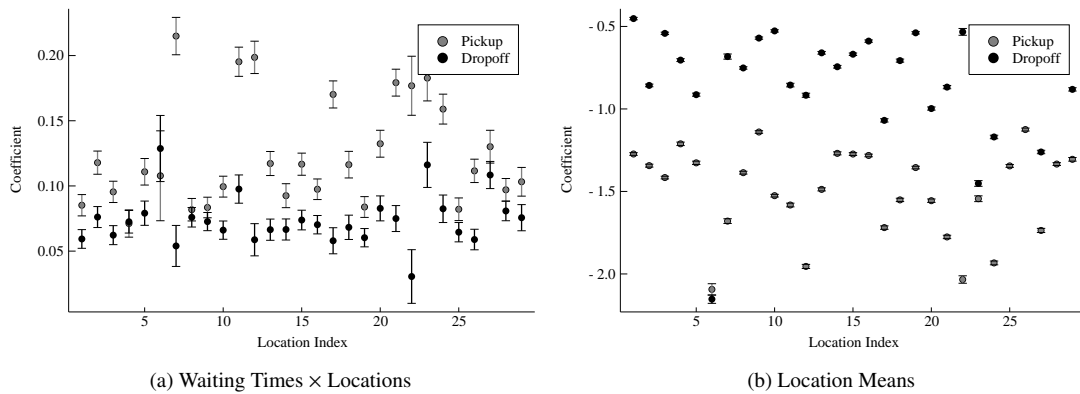 Coefficient
0.20
0.15
0.10
0.05
5
10
15
20
25
Location Index
Pickup
Dropoff
(a) Waiting Times × Locations
Coefficient
- 0.5
- 1.0
- 1.5
- 2.0
5
10
15
20
25
Location Index
Pickup
Dropoff
(b) Location Means